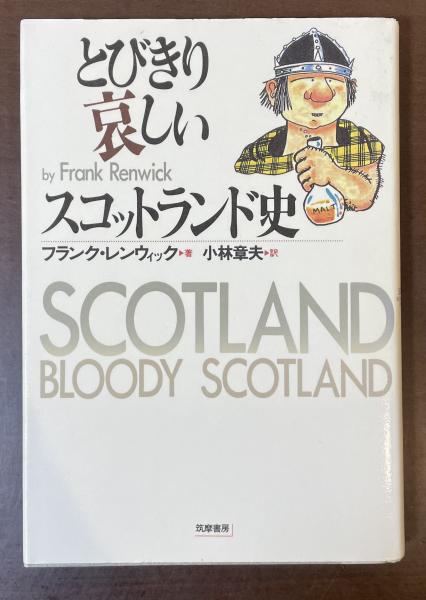 とびきり
哀しい
by Frank Renwick
スコットランド史
フランク・レンウィック▶著 小林章夫▶訳
MALT
SCOTLAND
BLOODY SCOTLAND
筑摩書房